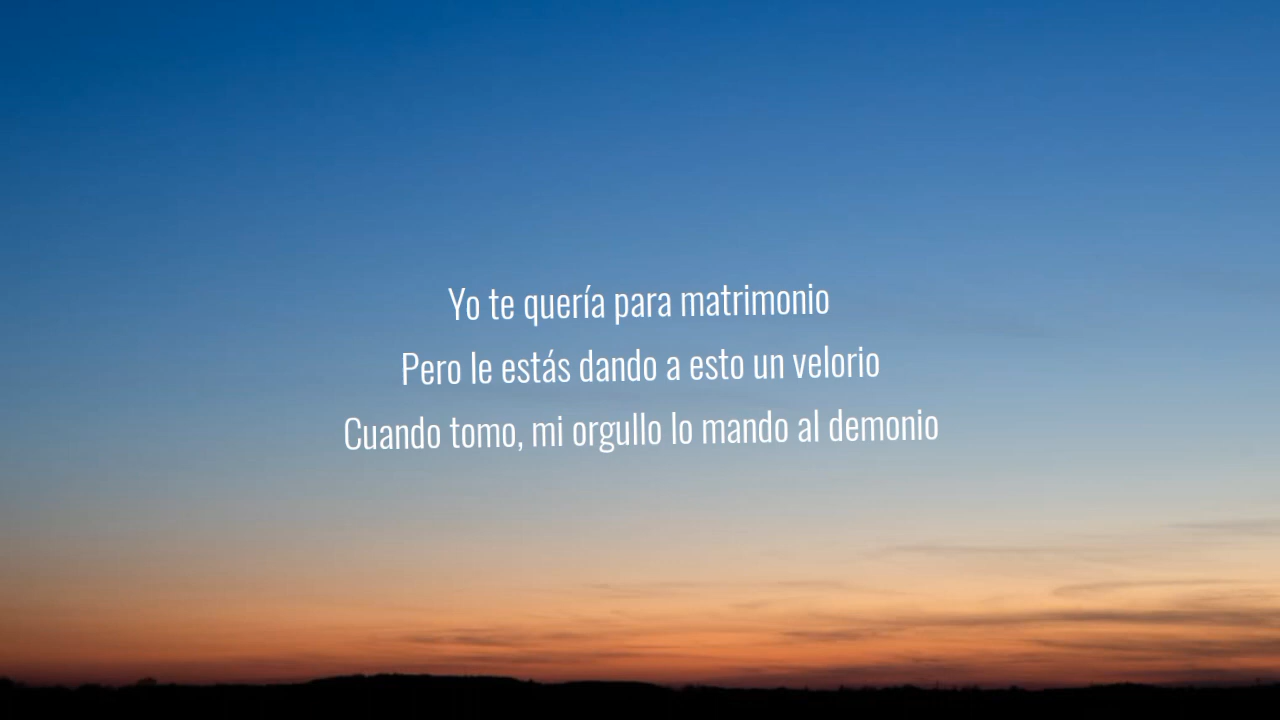 Yo te quería para matrimonio
Pero le estás dando a esto un velorio
Cuando tomo, mi orgullo lo mando al demonio